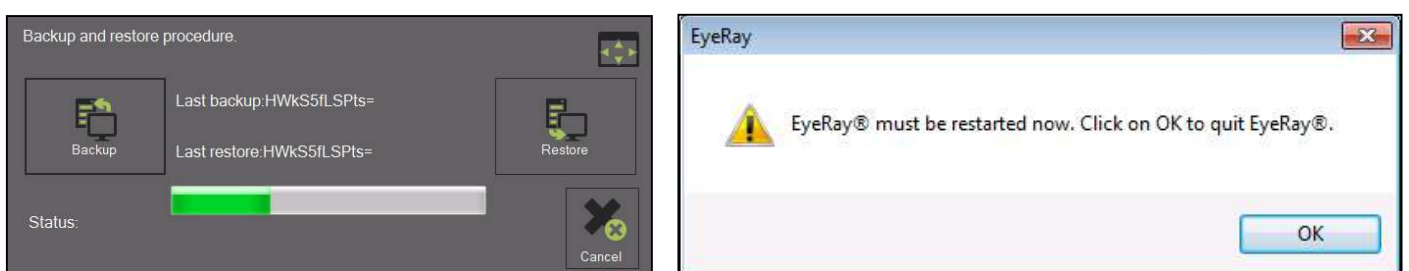 Backup and restore procedure.
Last backup:HWkS5fLSPts=
Backup
Last restore:HWkS5fLSPts=
Restore
Status:
Cancel
EyeRay
EyeRay® must be restarted now. Click on OK to quit EyeRay®.
OK